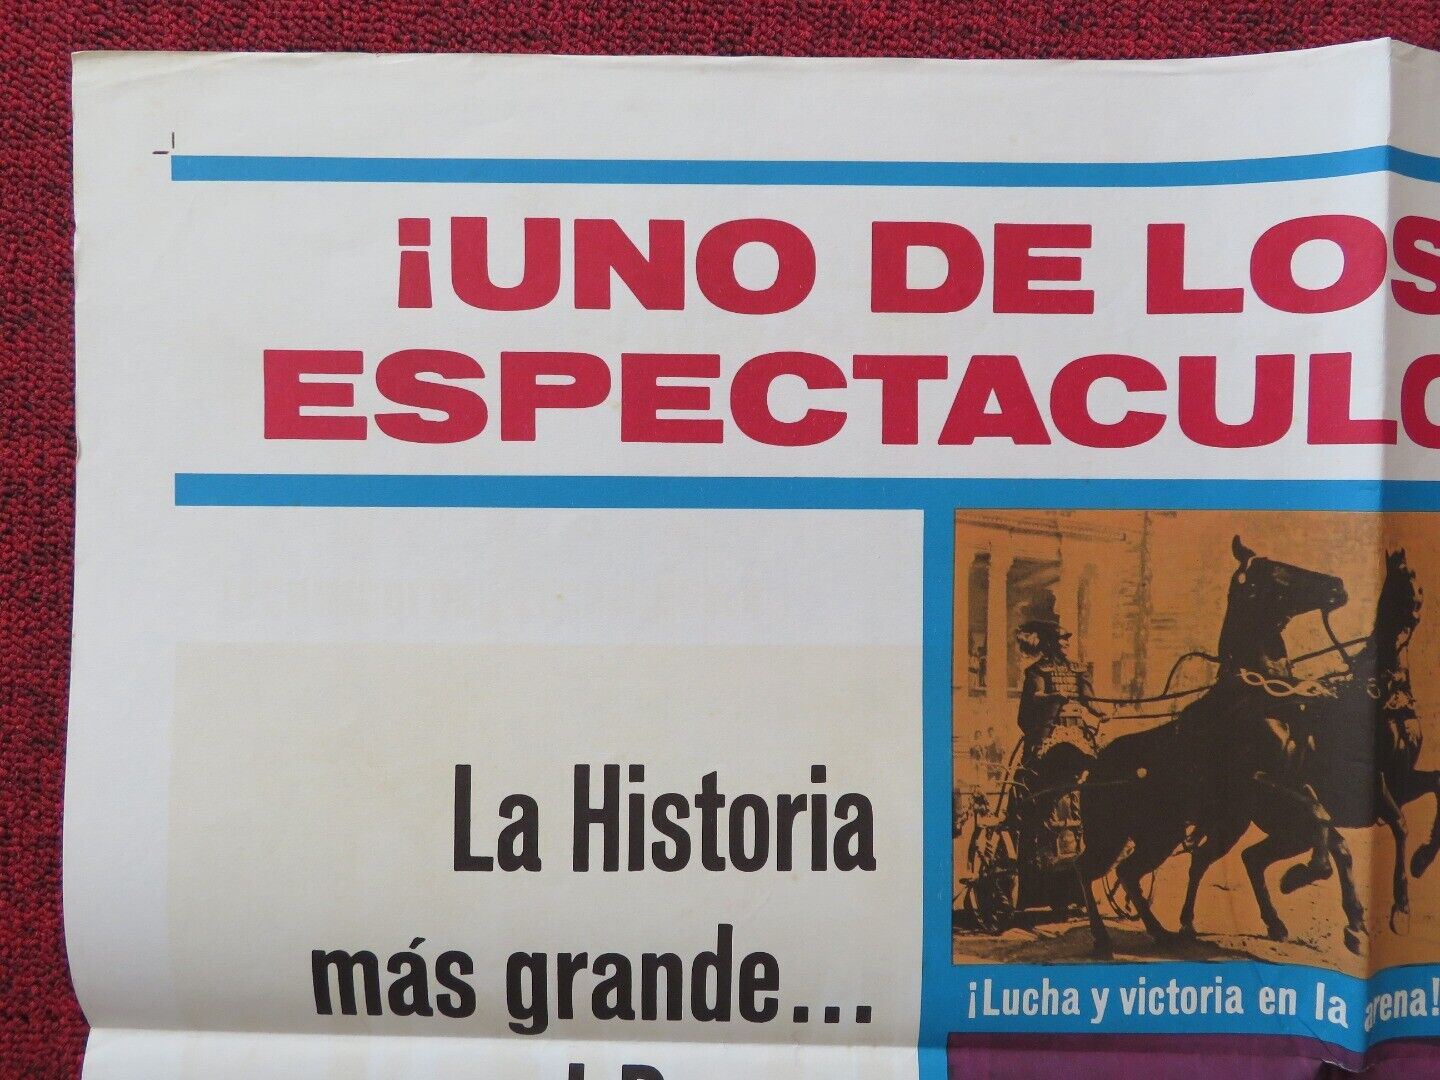 ¡UNO DE LOS
ESPECTACULO
La Historia
más grande...
¡Lucha y victoria en la arena!